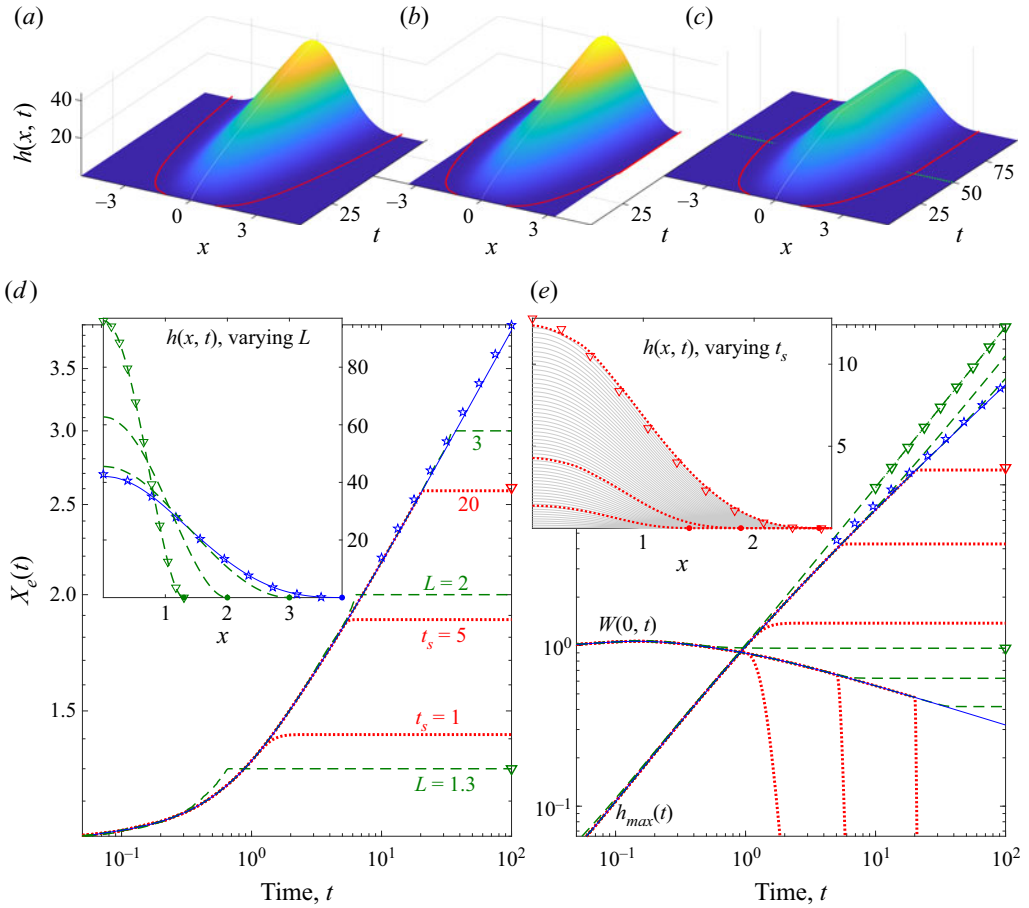 (a)
(b)
(c)
h(x, t)
40
20
−3
0
3
x
25
t
−3
0
3
x
25
t
−3
0
3
x
25
50
75
t
(d)
(e)
X_e(t)
3.5
3.0
2.5
2.0
1.5
h(x, t), varying L
80
60
40
20
1
2
3
x
3
20
L = 2
t_s = 5
t_s = 1
L = 1.3
10^−1
10^0
10^1
10^2
Time, t
h(x, t), varying t_s
10
5
1
2
x
10^0
10^−1
W(0, t)
h_max(t)
10^−1
10^0
10^1
10^2
Time, t